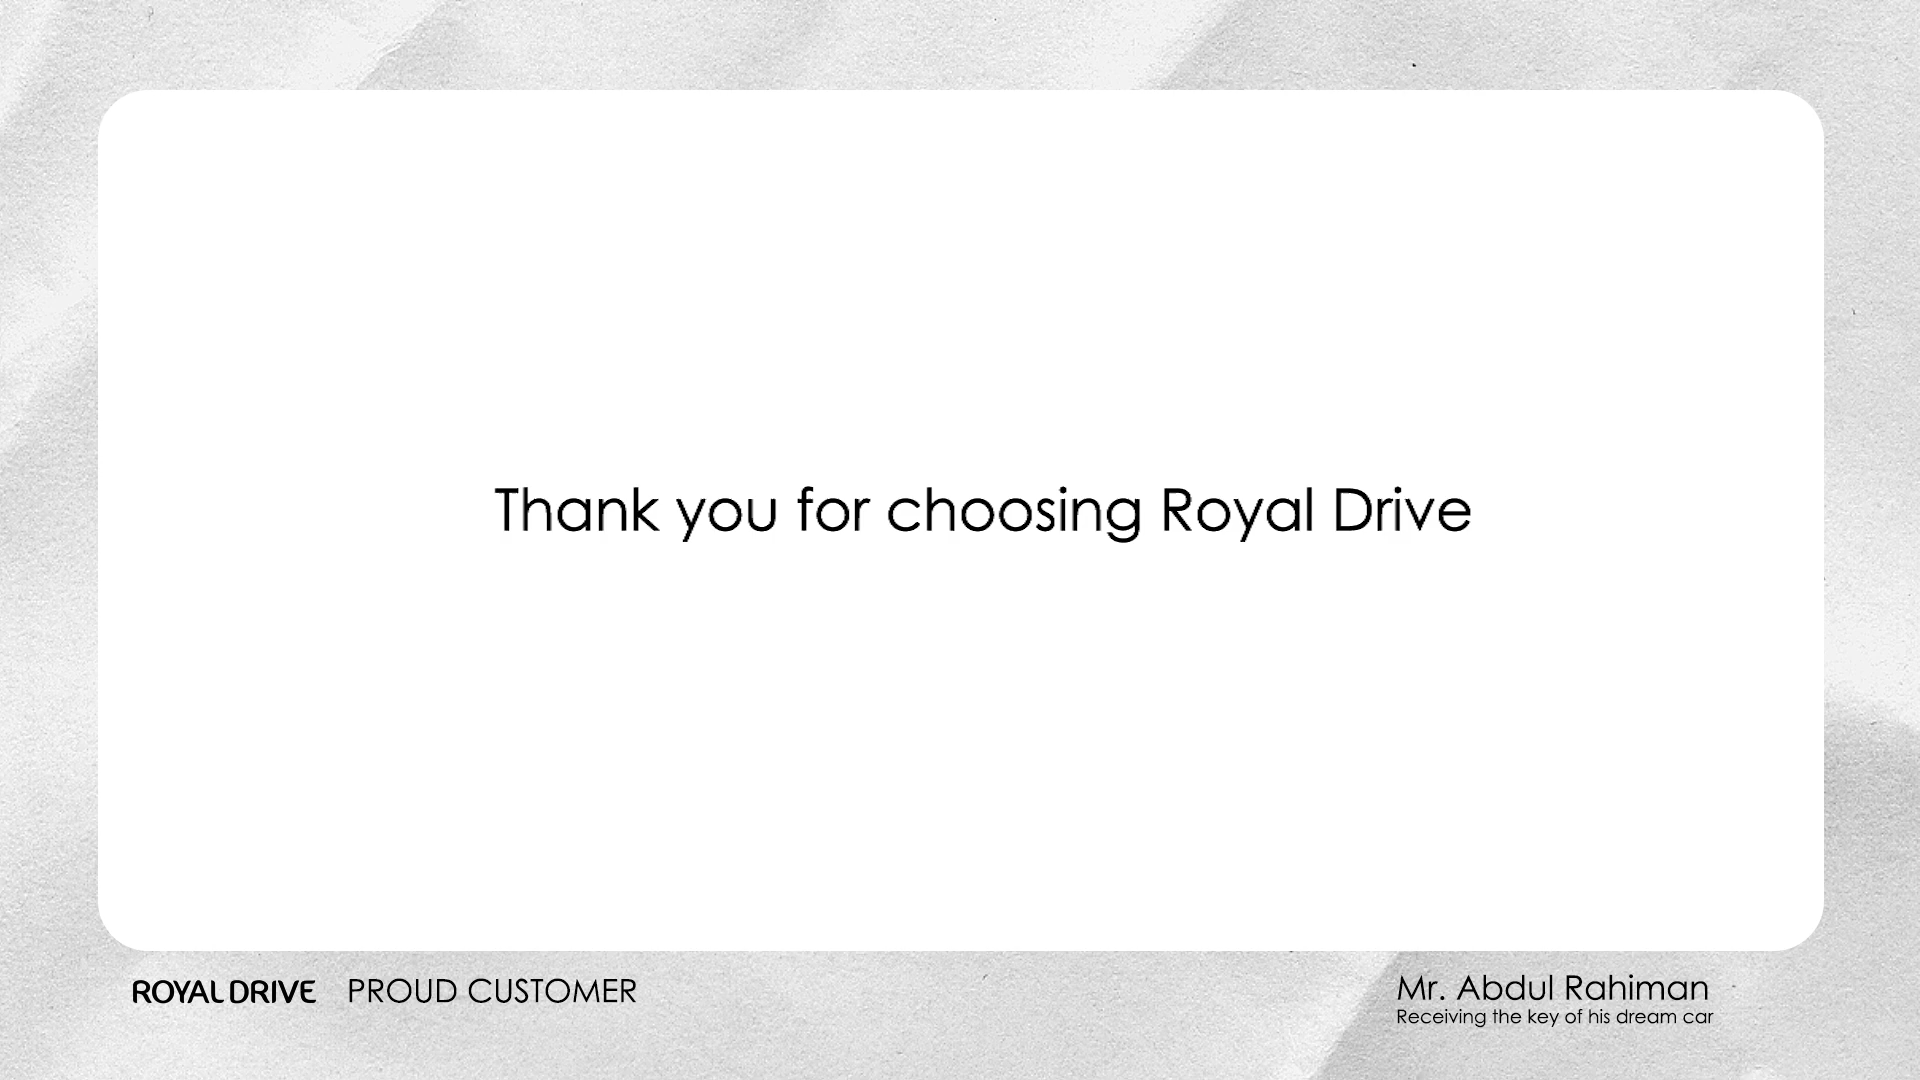 Thank you for choosing Royal Drive
ROYAL DRIVE PROUD CUSTOMER
Mr. Abdul Rahiman
Receiving the key of his dream car